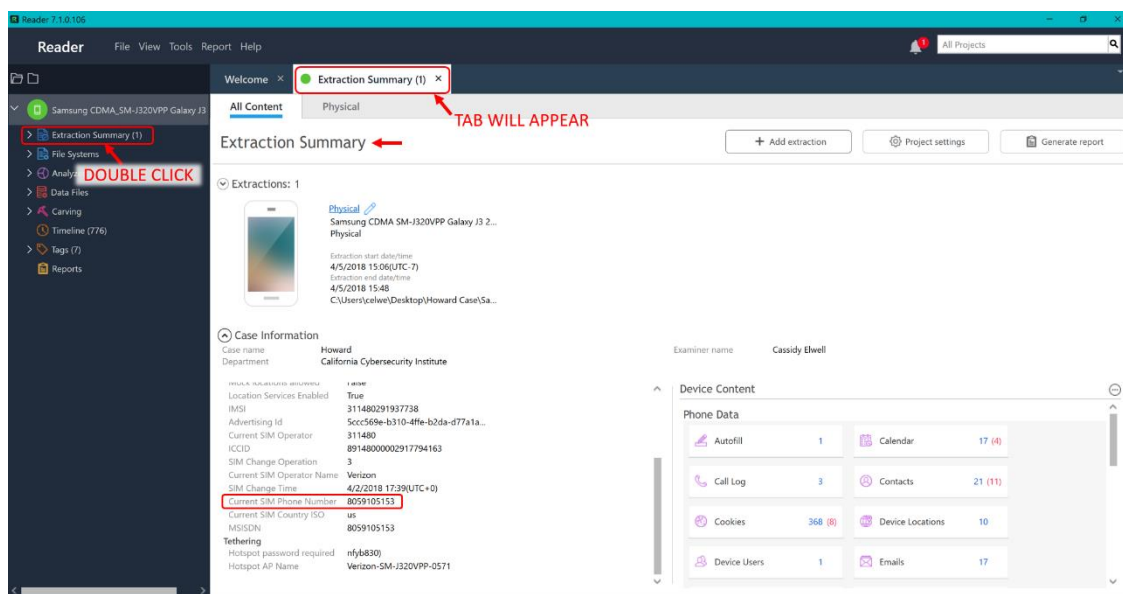 Reader 7.1.0.106
Reader File View Tools Report Help
1
All Projects
Welcome ×
Extraction Summary (1) ×
Samsung CDMA_SM-J320VPP Galaxy J3
All Content Physical
TAB WILL APPEAR
Extraction Summary (1)
File Systems
DOUBLE CLICK
Data Files
Carving
Timeline (776)
Tags (7)
Reports
Extraction Summary
+ Add extraction
Project settings
Generate report
Extractions: 1
Physical
Samsung CDMA SM-J320VPP Galaxy J3 2...
Physical
Extraction start date/time
4/5/2018 15:06(UTC-7)
Extraction end date/time
4/5/2018 15:48
C:\Users\celwe\Desktop\Howard Case\Sa...
Case Information
Case name Howard
Examiner name Cassidy Elwell
Department California Cybersecurity Institute
Mock locations allowed False
Location Services Enabled True
IMSI 311480291937738
Advertising Id 5ccc569e-b310-4ffe-b2da-d77a1a...
Current SIM Operator 311480
ICCID 89148000002917794163
SIM Change Operation 3
Current SIM Operator Name Verizon
SIM Change Time 4/2/2018 17:39(UTC+0)
Current SIM Phone Number 8059105153
Current SIM Country ISO us
MSISDN 8059105153
Tethering
Hotspot password required nfyb830)
Hotspot AP Name Verizon-SM-J320VPP-0571
Device Content
Phone Data
Autofill 1
Calendar 17 (4)
Call Log 3
Contacts 21 (11)
Cookies 368 (8)
Device Locations 10
Device Users 1
Emails 17